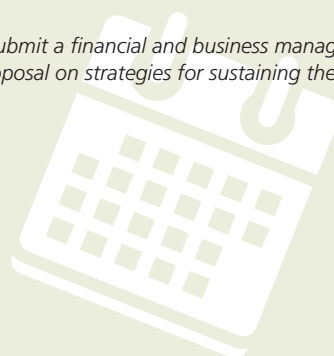 ubmit a financial and business manag
posal on strategies for sustaining the